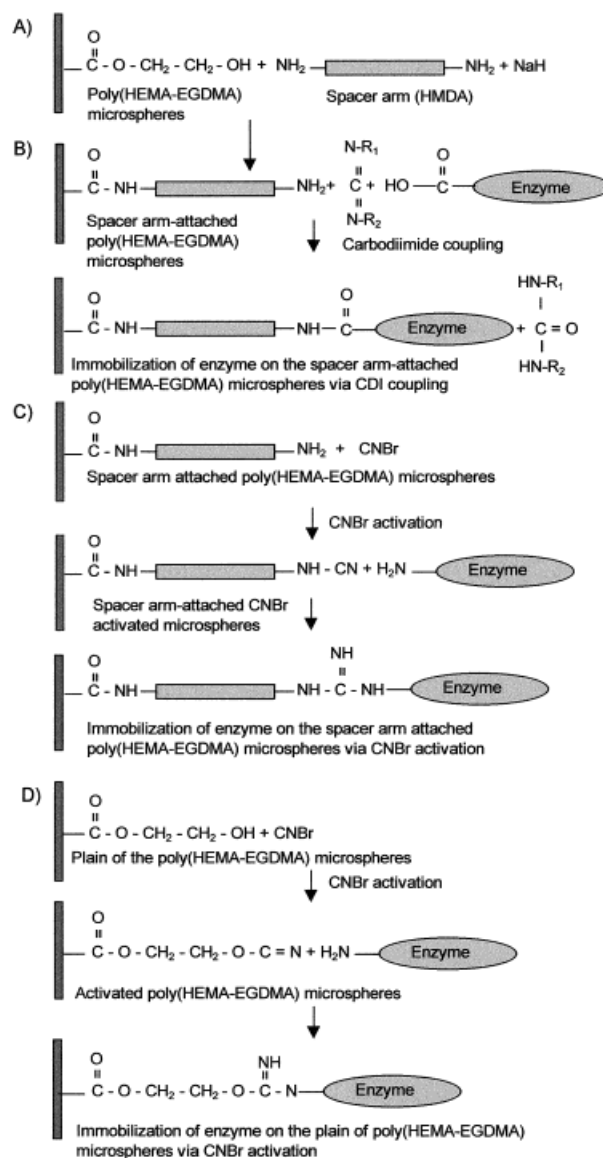 A)
O
C - O - CH2 - CH2 - OH + NH2 NH2 + NaH
Poly(HEMA-EGDMA)
microspheres
Spacer arm (HMDA)
B)
O
C - NH NH2 + N-R1 C N-R2 + HO C O Enzyme
Spacer arm-attached
poly(HEMA-EGDMA)
microspheres
Carbodiimide coupling
O
C - NH NH - C O Enzyme + HN-R1 C = O HN-R2
Immobilization of enzyme on the spacer arm-attached
poly(HEMA-EGDMA) microspheres via CDI coupling
C)
O
C - NH NH2 + CNBr
Spacer arm attached poly(HEMA-EGDMA) microspheres
CNBr activation
O
C - NH NH - CN + H2N Enzyme
Spacer arm-attached CNBr
activated microspheres
O NH
C - NH NH - C - NH Enzyme
Immobilization of enzyme on the spacer arm attached
poly(HEMA-EGDMA) microspheres via CNBr activation
D)
O
C - O - CH2 - CH2 - OH + CNBr
Plain of the poly(HEMA-EGDMA) microspheres
CNBr activation
O
C - O - CH2 - CH2 - O - C = N + H2N Enzyme
Activated poly(HEMA-EGDMA) microspheres
O NH
C - O - CH2 - CH2 - O - C - N Enzyme
Immobilization of enzyme on the plain of poly(HEMA-EGDMA)
microspheres via CNBr activation